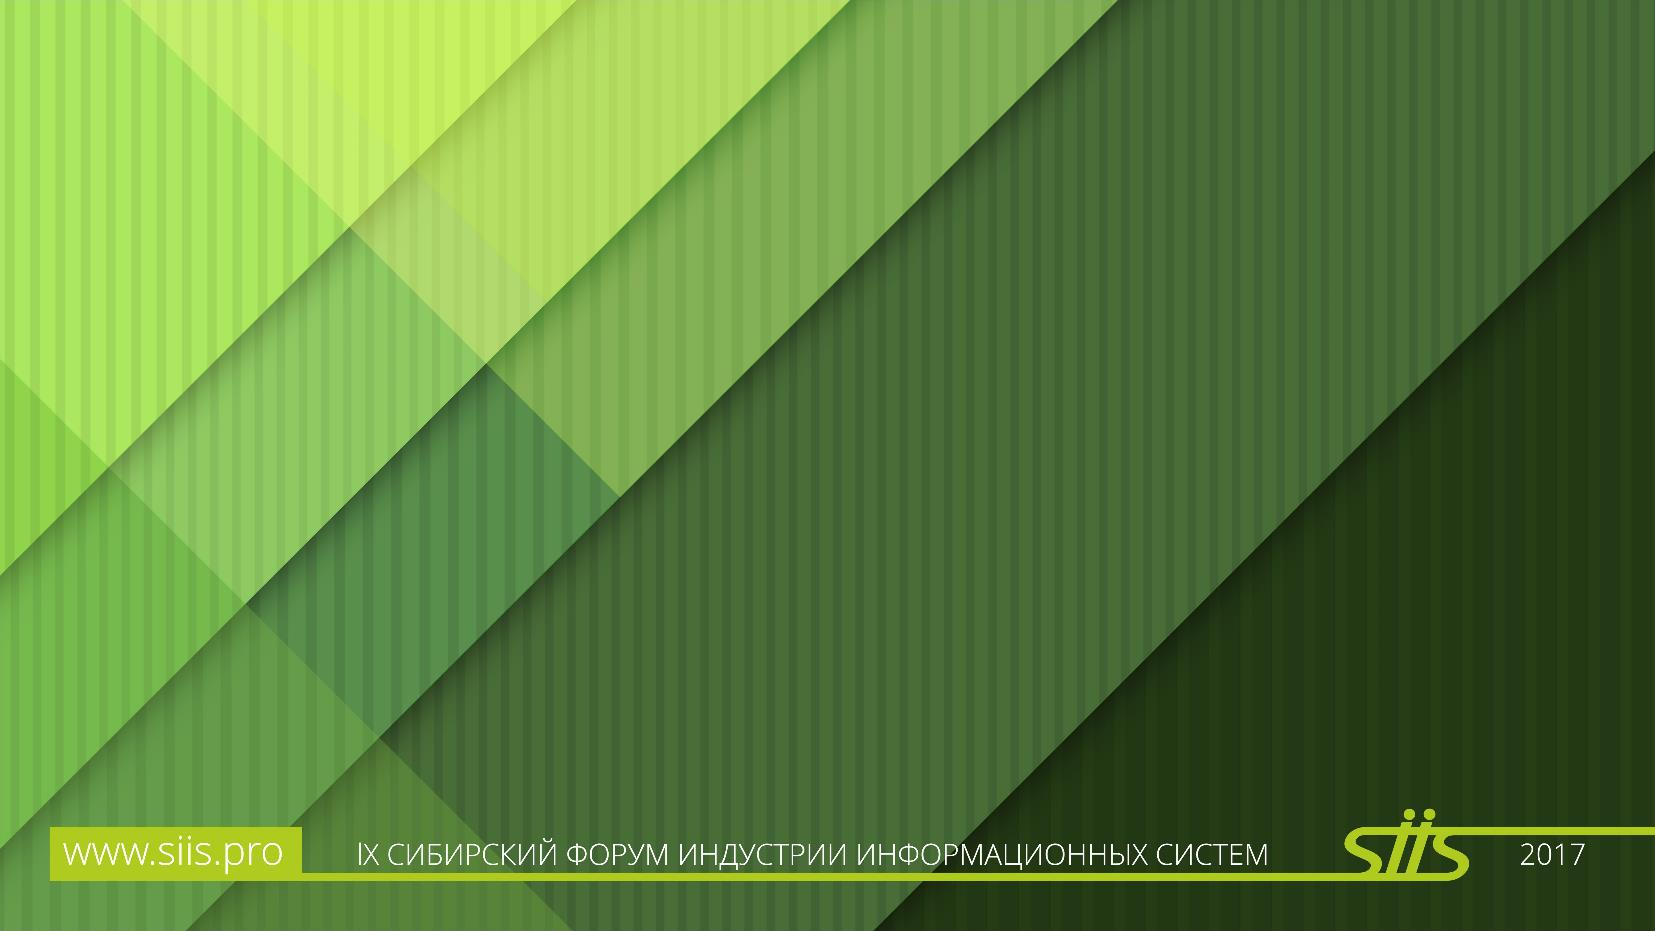 www.siis.pro
IX СИБИРСКИЙ ФОРУМ ИНДУСТРИИ ИНФОРМАЦИОННЫХ СИСТЕМ
siis
2017